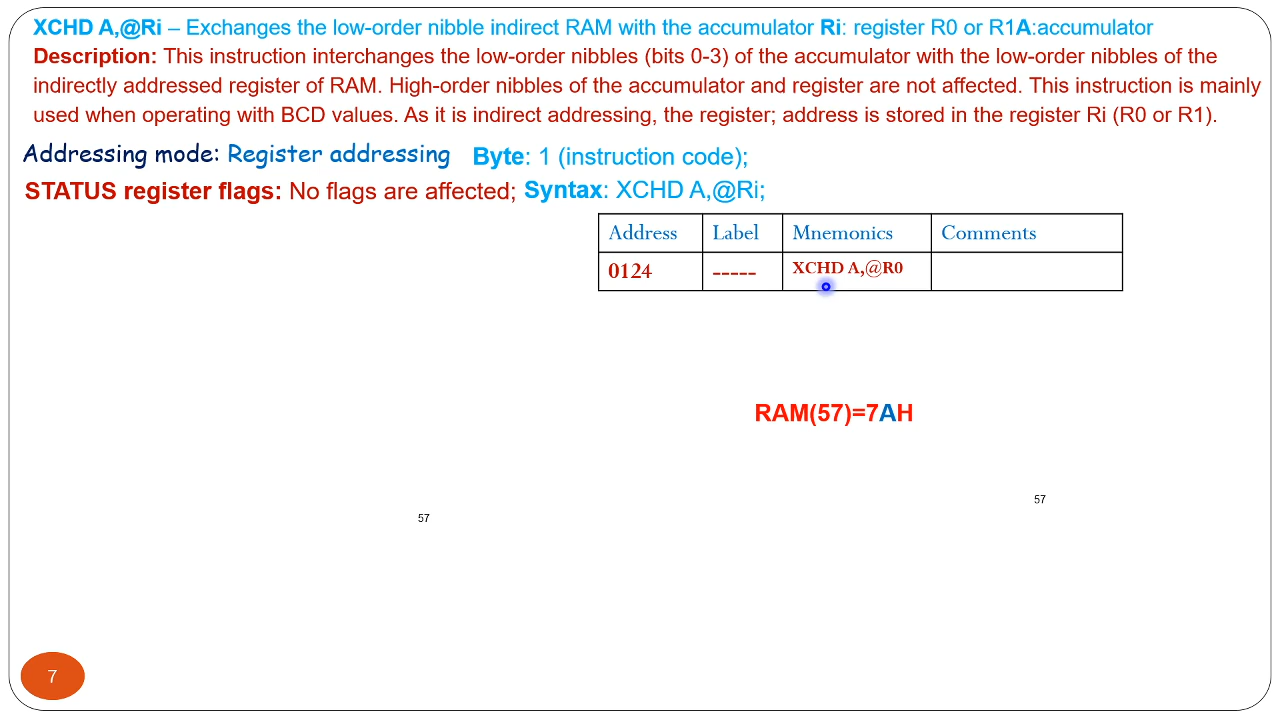 XCHD A,@Ri – Exchanges the low-order nibble indirect RAM with the accumulator Ri: register R0 or R1A:accumulator
Description: This instruction interchanges the low-order nibbles (bits 0-3) of the accumulator with the low-order nibbles of the
indirectly addressed register of RAM. High-order nibbles of the accumulator and register are not affected. This instruction is mainly
used when operating with BCD values. As it is indirect addressing, the register; address is stored in the register Ri (R0 or R1).
Addressing mode: Register addressing Byte: 1 (instruction code);
STATUS register flags: No flags are affected; Syntax: XCHD A,@Ri;
Address Label Mnemonics Comments
0124 ----- XCHD A,@R0
RAM(57)=7AH
57
57
7